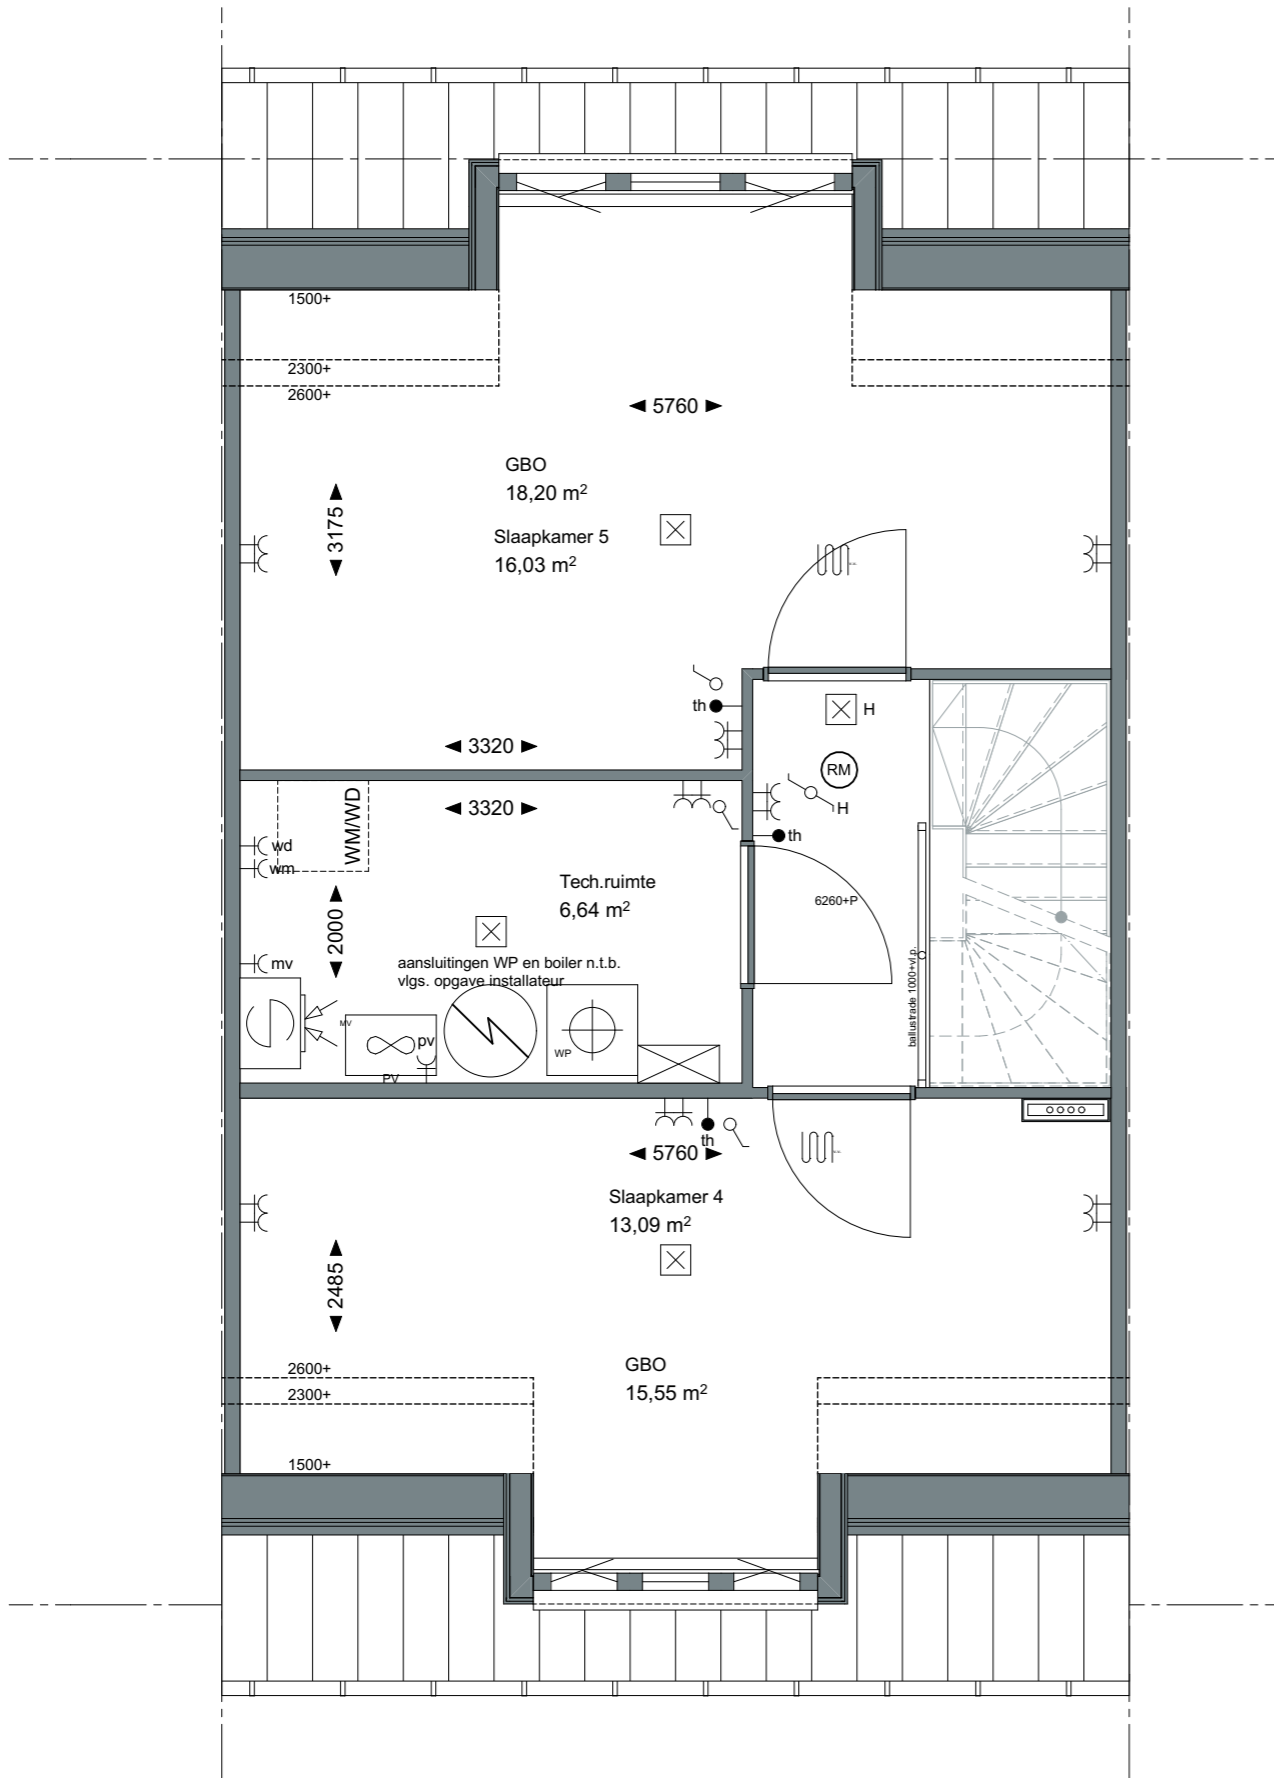 1500+
2300+
2600+
5760
GBO
18,20 m²
3175
Slaapkamer 5
16,03 m²
th
H
3320
RM
3320
WM/WD
H
wd
th
wm
Tech.ruimte
6,64 m²
6260+P
2000
mv
aansluitingen WP en boiler n.t.b.
vlgs. opgave installateur
ballustrade 1000+vl.p.
MV
pv
WP
PV
th
5760
Slaapkamer 4
13,09 m²
2485
GBO
15,55 m²
2600+
2300+
1500+